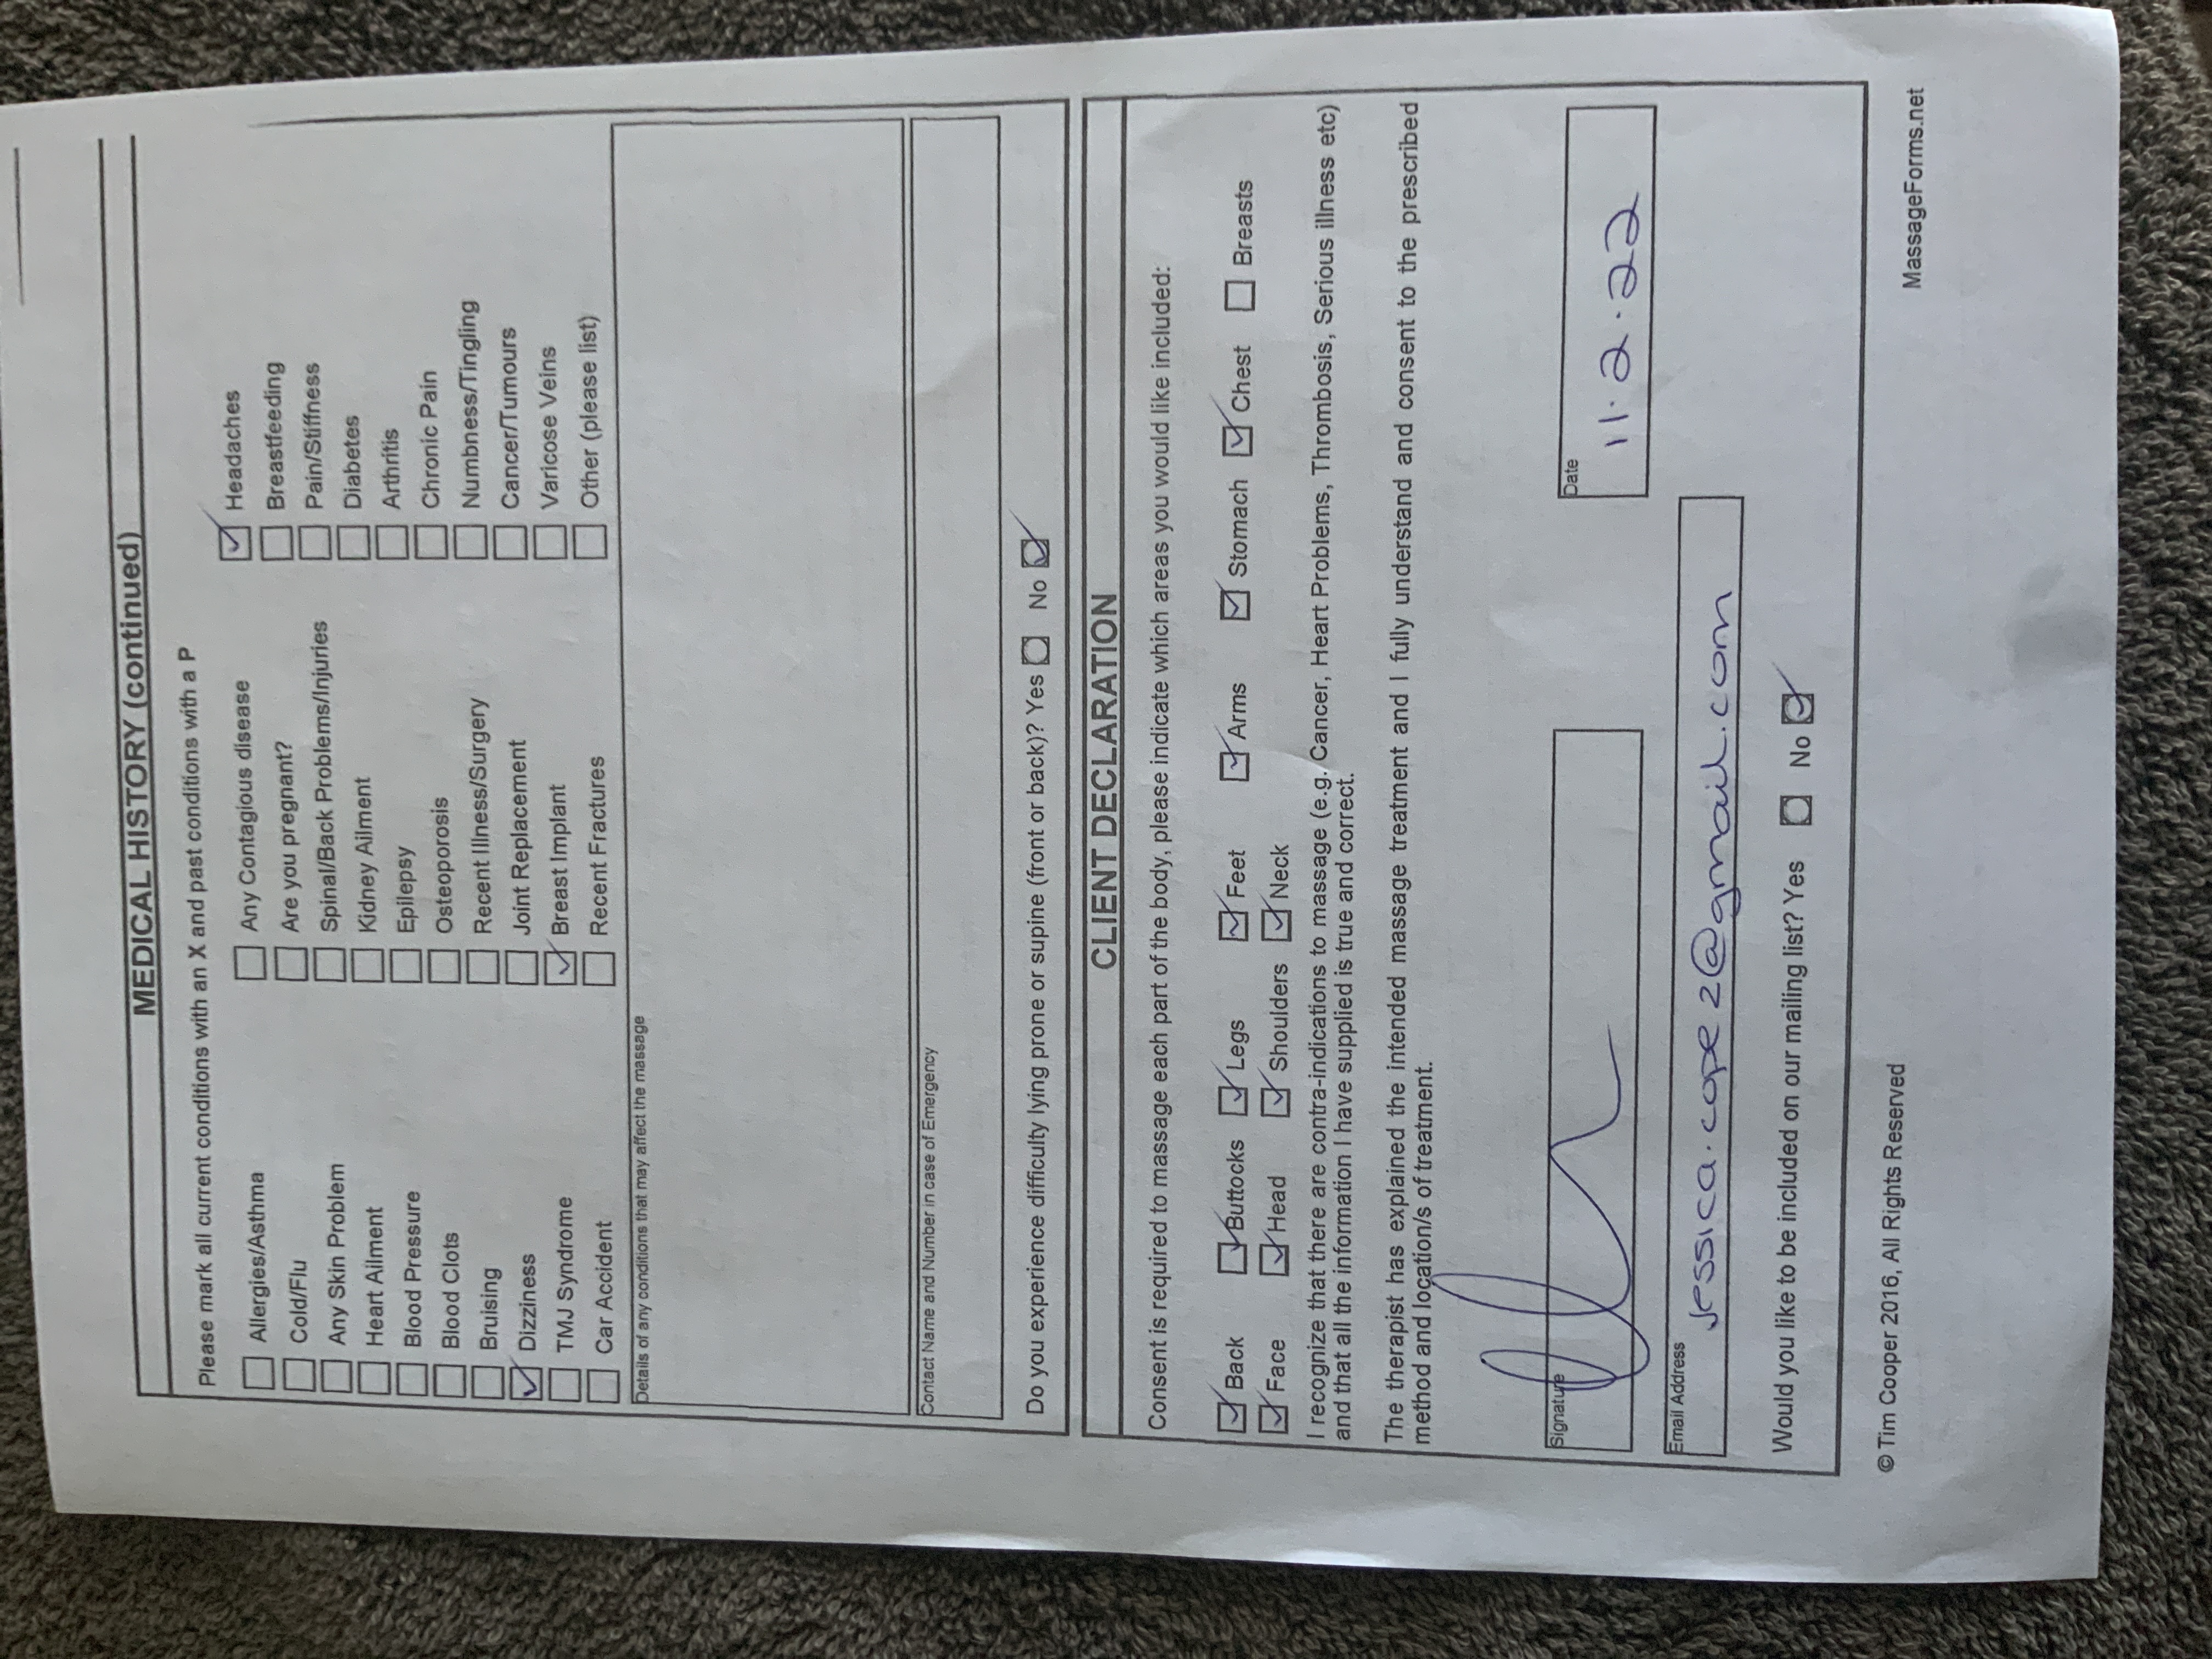 MEDICAL HISTORY (continued)
Please mark all current conditions with an X and past conditions with a P
Allergies/Asthma
Cold/Flu
Any Skin Problem
Heart Ailment
Blood Pressure
Blood Clots
Bruising
Dizziness
TMJ Syndrome
Car Accident
Any Contagious disease
Are you pregnant?
Spinal/Back Problems/Injuries
Kidney Ailment
Epilepsy
Osteoporosis
Recent Illness/Surgery
Joint Replacement
Breast Implant
Recent Fractures
Headaches
Breastfeeding
Pain/Stiffness
Diabetes
Arthritis
Chronic Pain
Numbness/Tingling
Cancer/Tumours
Varicose Veins
Other (please list)
Details of any conditions that may affect the massage
Contact Name and Number in case of Emergency
Do you experience difficulty lying prone or supine (front or back)? Yes No
CLIENT DECLARATION
Consent is required to massage each part of the body, please indicate which areas you would like included:
Back Buttocks Legs Feet Arms Stomach Chest Breasts
Face Head Shoulders Neck
I recognize that there are contra-indications to massage (e.g. Cancer, Heart Problems, Thrombosis, Serious illness etc)
and that all the information I have supplied is true and correct.
The therapist has explained the intended massage treatment and I fully understand and consent to the prescribed
method and location/s of treatment.
Signature
Date
11.2.22
Email Address
jessica.cope2@gmail.com
Would you like to be included on our mailing list? Yes No
© Tim Cooper 2016, All Rights Reserved
MassageForms.net